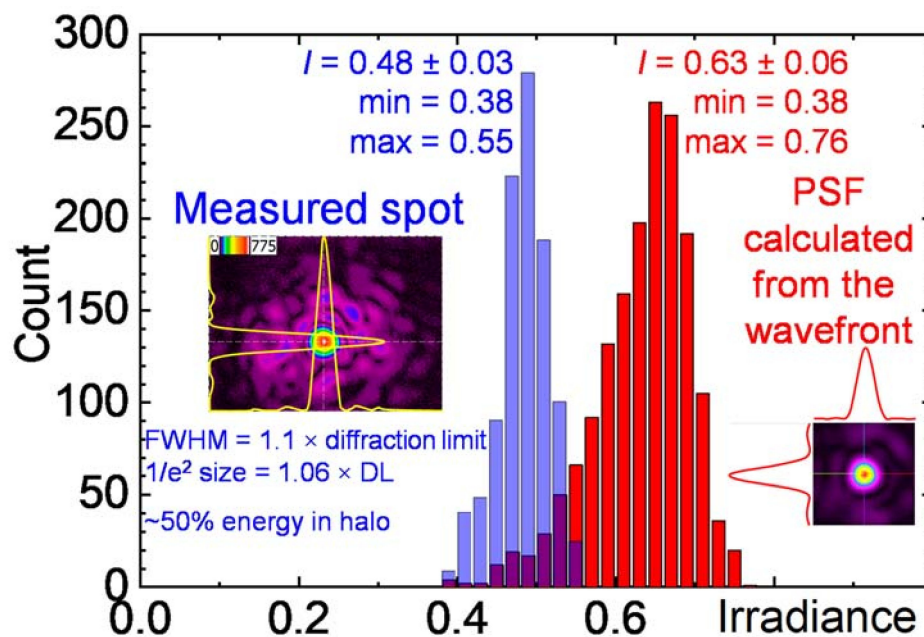 300
250
200
150
100
50
0
Count
I = 0.48 ± 0.03
min = 0.38
max = 0.55
I = 0.63 ± 0.06
min = 0.38
max = 0.76
Measured spot
0 775
FWHM = 1.1 × diffraction limit
1/e² size = 1.06 × DL
~50% energy in halo
PSF
calculated
from the
wavefront
0.0 0.2 0.4 0.6 Irradiance